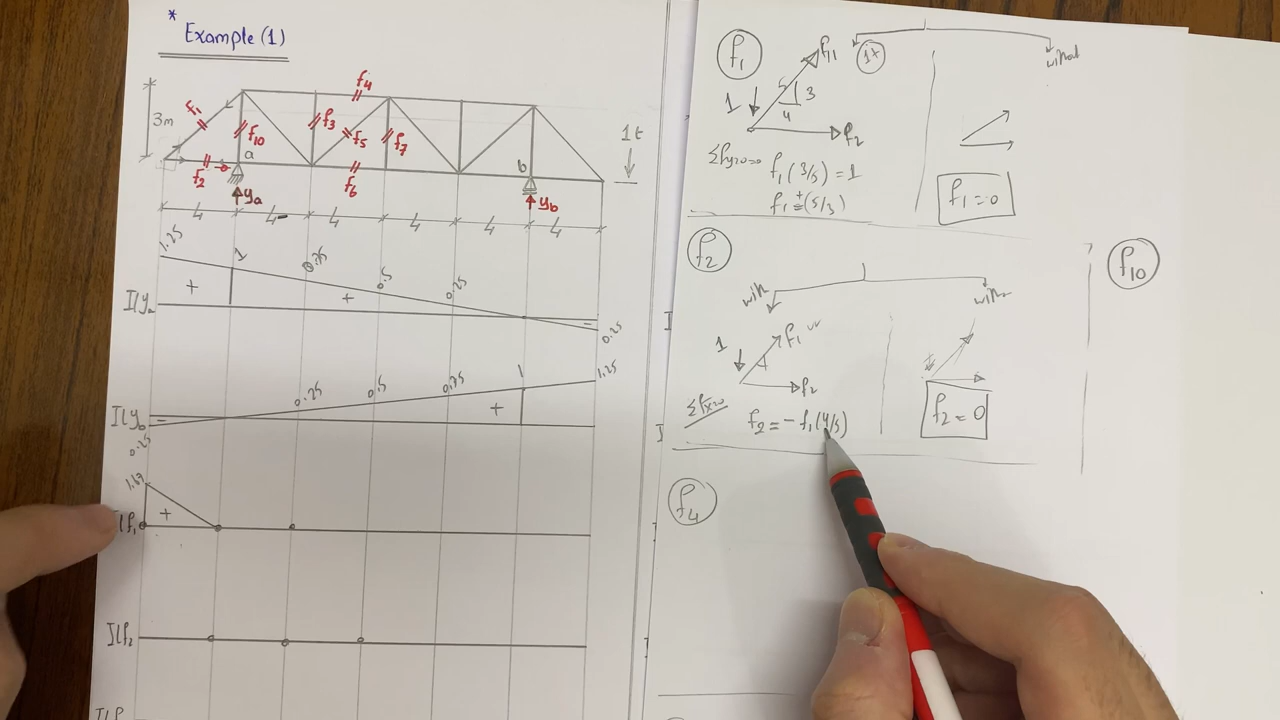 * Example (1)
3m
f1
f2
f10
f3
f4
f5
f6
f7
a
b
ya
yb
1t
4 4 4 4 4 4
1.25
1
0.75
0.5
0.25
0.25
+
+
-
ILya
0.25
0.5
0.75
1
1.25
+
-
ILyb
0.25
1.67
+
ILf1
ILf2
f1
1t
without
1
f1
5
3
4
f2
ΣFy=0
f1(3/5)=1
f1=+(5/3)
f1=0
f2
with
1
f1
f2
ΣFx=0
f2=-f1(4/5)
f2=0
f10
f4